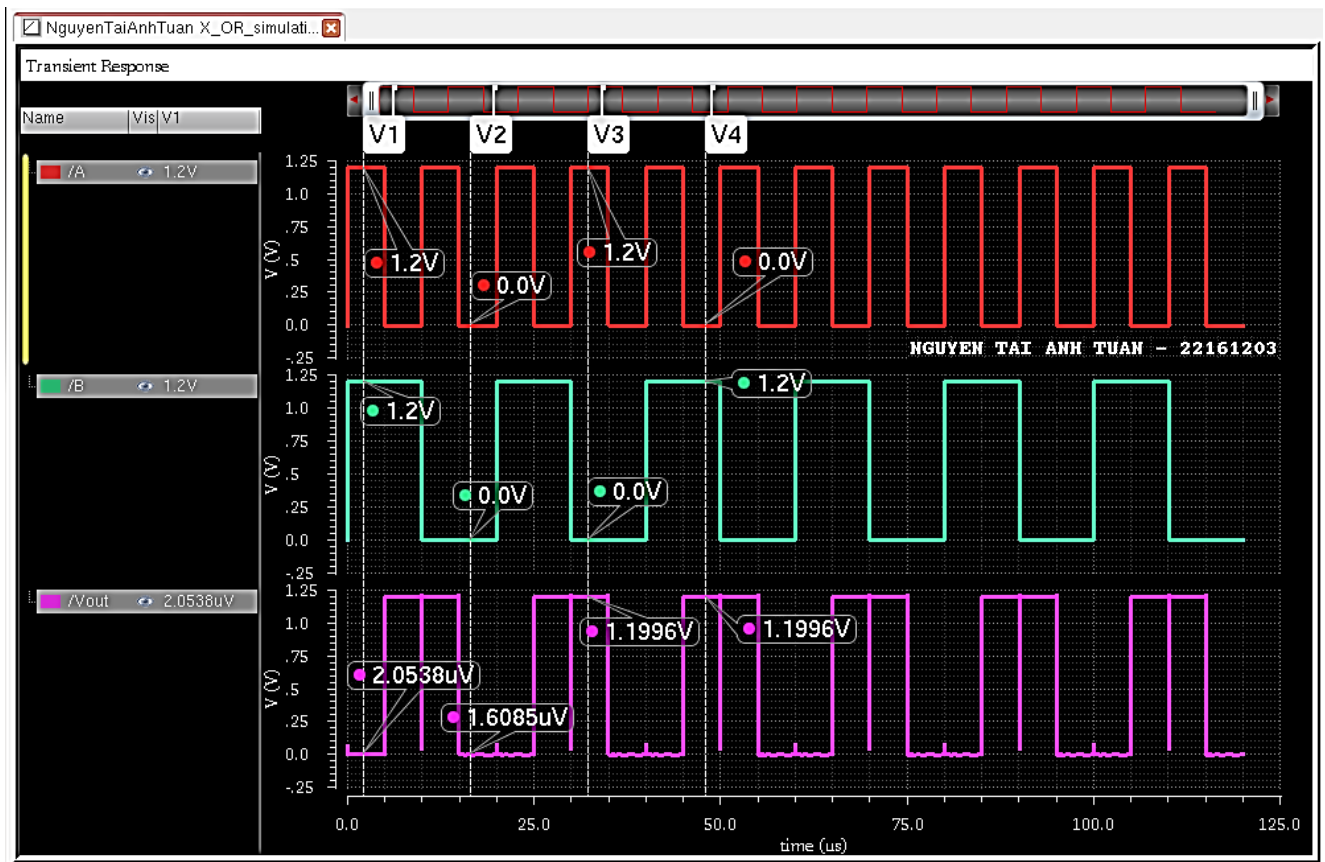 NguyenTaiAnhTuan X_OR_simulati...
Transient Response
Name Vis V1
V1 V2 V3 V4
/A 1.2V
1.25
1.0
.75
.5
.25
0.0
-.25
V (V)
1.2V
0.0V
1.2V
0.0V
NGUYEN TAI ANH TUAN - 22161203
/B 1.2V
1.25
1.0
.75
.5
.25
0.0
-.25
V (V)
1.2V
0.0V
0.0V
1.2V
/Vout 2.0538uV
1.25
1.0
.75
.5
.25
0.0
-.25
V (V)
2.0538uV
1.6085uV
1.1996V
1.1996V
0.0 25.0 50.0 75.0 100.0 125.0
time (us)